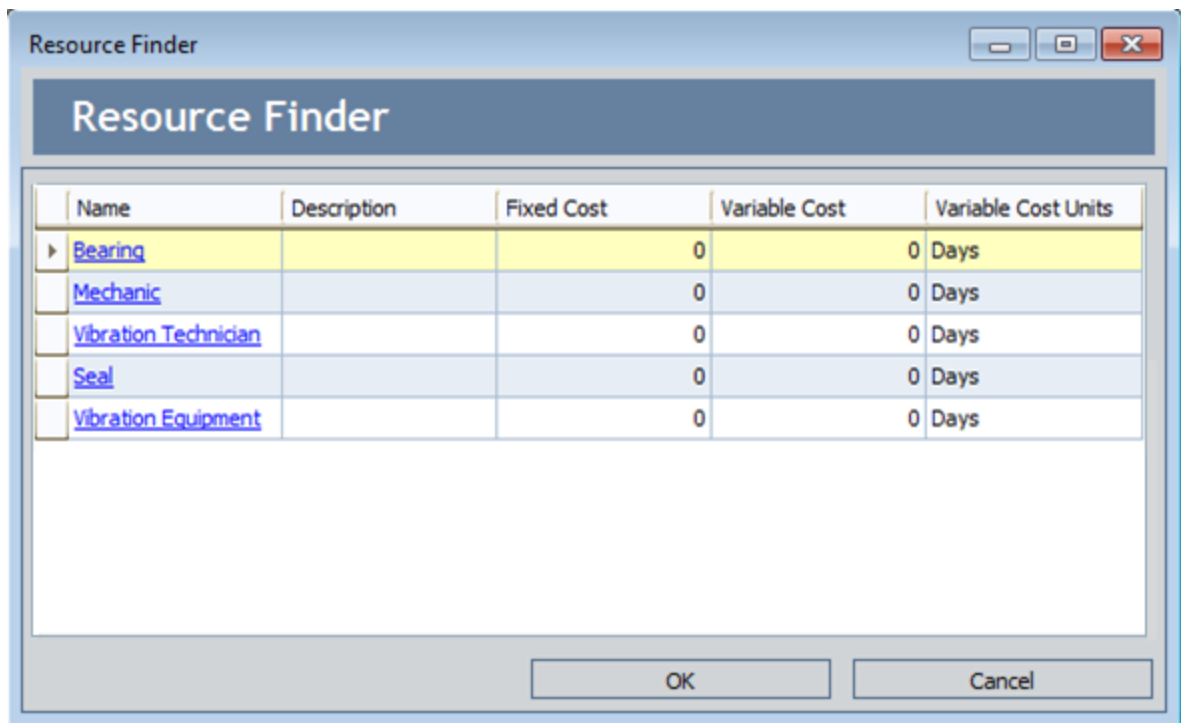 Resource Finder
Resource Finder
Name Description Fixed Cost Variable Cost Variable Cost Units
Bearing 0 0 Days
Mechanic 0 0 Days
Vibration Technician 0 0 Days
Seal 0 0 Days
Vibration Equipment 0 0 Days
OK Cancel